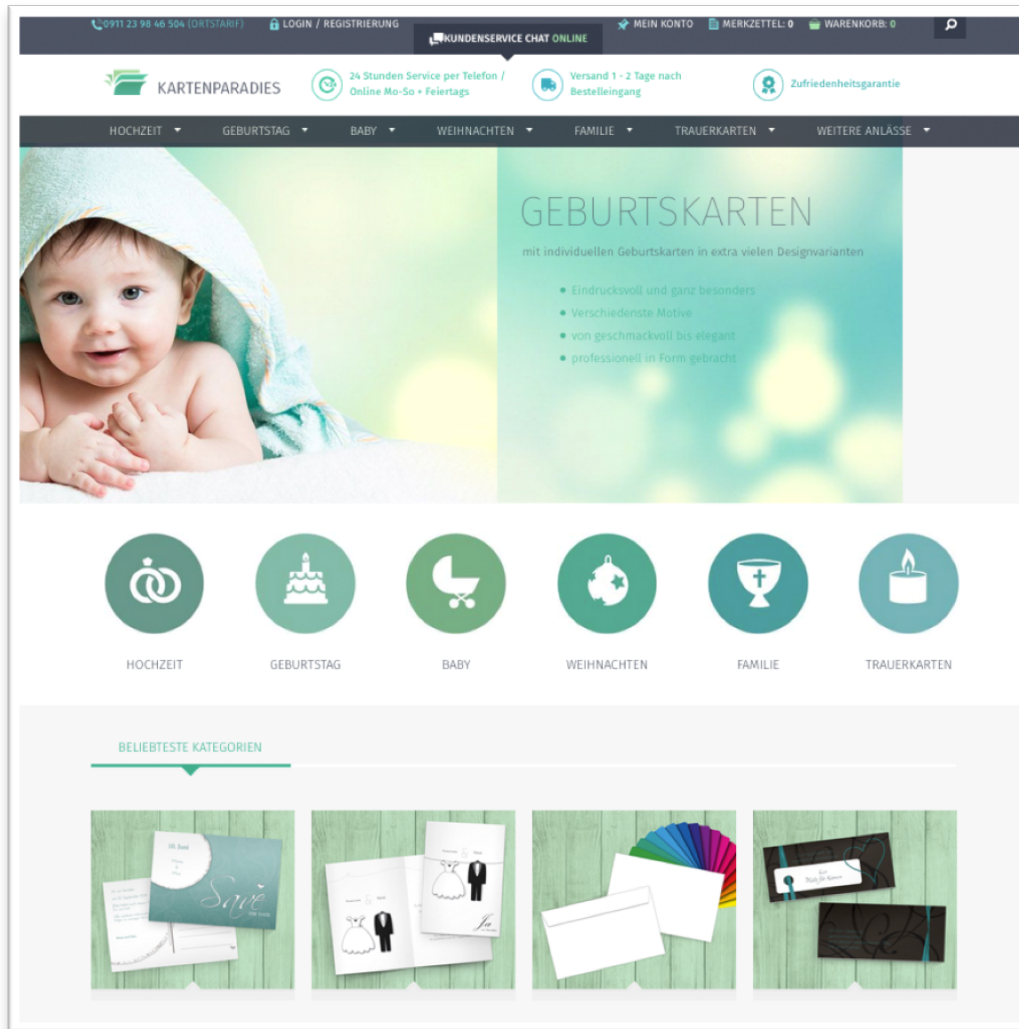 0911 23 98 46 504 (ORTSTARIF)
LOGIN / REGISTRIERUNG
KUNDENSERVICE CHAT ONLINE
MEIN KONTO
MERKZETTEL: 0
WARENKORB: 0
KARTENPARADIES
24 Stunden Service per Telefon /
Online Mo-So + Feiertags
Versand 1 - 2 Tage nach
Bestelleingang
Zufriedenheitsgarantie
HOCHZEIT
GEBURTSTAG
BABY
WEIHNACHTEN
FAMILIE
TRAUERKARTEN
WEITERE ANLÄSSE
GEBURTSKARTEN
mit individuellen Geburtskarten in extra vielen Designvarianten
Eindrucksvoll und ganz besonders
Verschiedenste Motive
von geschmackvoll bis elegant
professionell in Form gebracht
HOCHZEIT
GEBURTSTAG
BABY
WEIHNACHTEN
FAMILIE
TRAUERKARTEN
BELIEBTESTE KATEGORIEN
Save
THE DATE
&
&
Ja